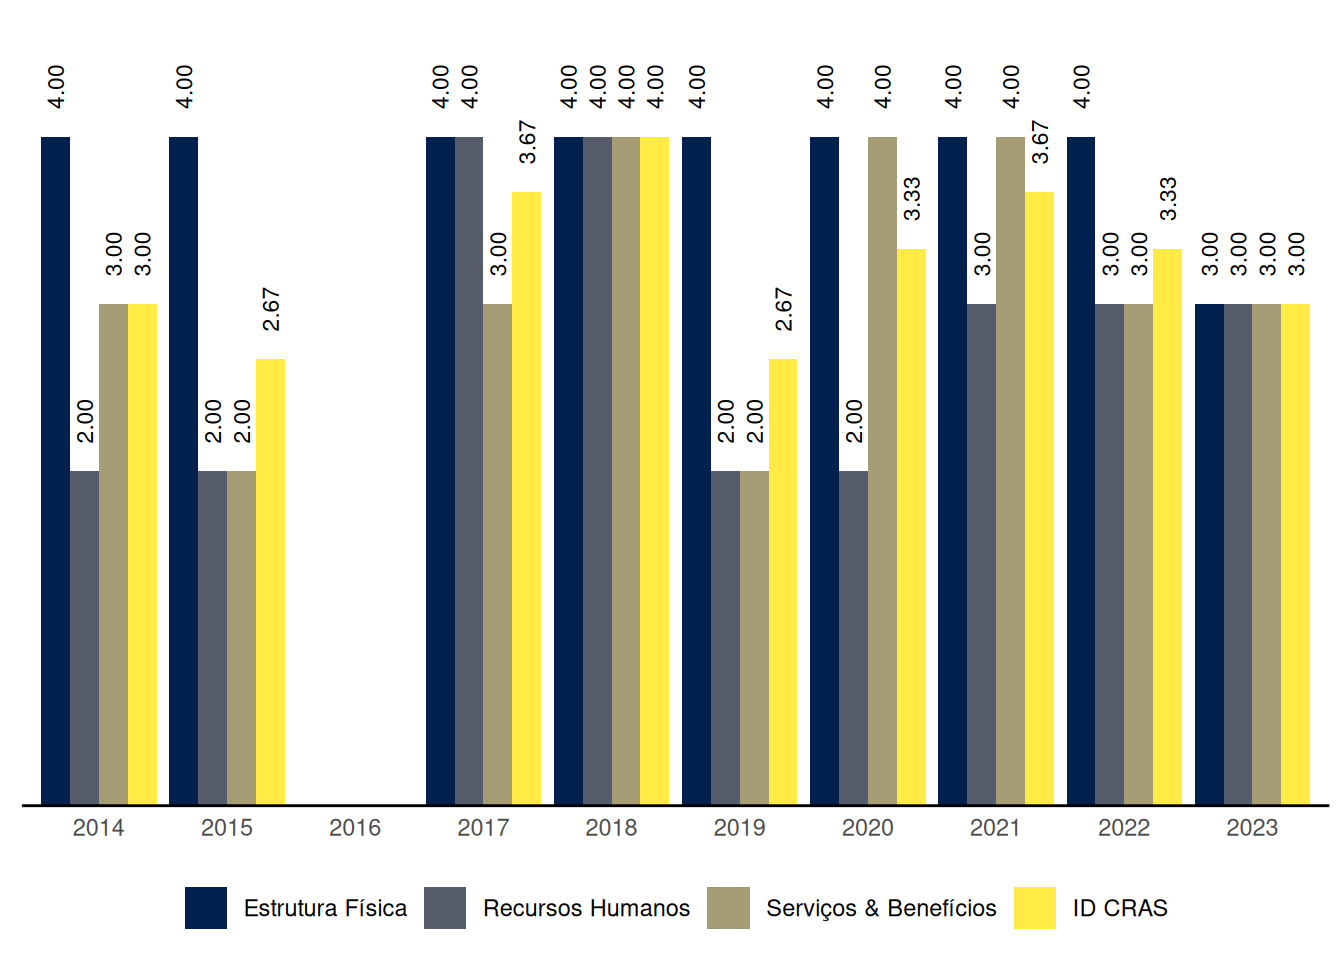 4.00 2.00 3.00 3.00
4.00 2.00 2.00 2.67
4.00 4.00 3.00 3.67
4.00 4.00 4.00 4.00
4.00 2.00 2.00 2.67
4.00 2.00 4.00 3.33
4.00 3.00 4.00 3.67
4.00 3.00 3.00 3.33
3.00 3.00 3.00 3.00
2014 2015 2016 2017 2018 2019 2020 2021 2022 2023
Estrutura Física Recursos Humanos Serviços & Benefícios ID CRAS